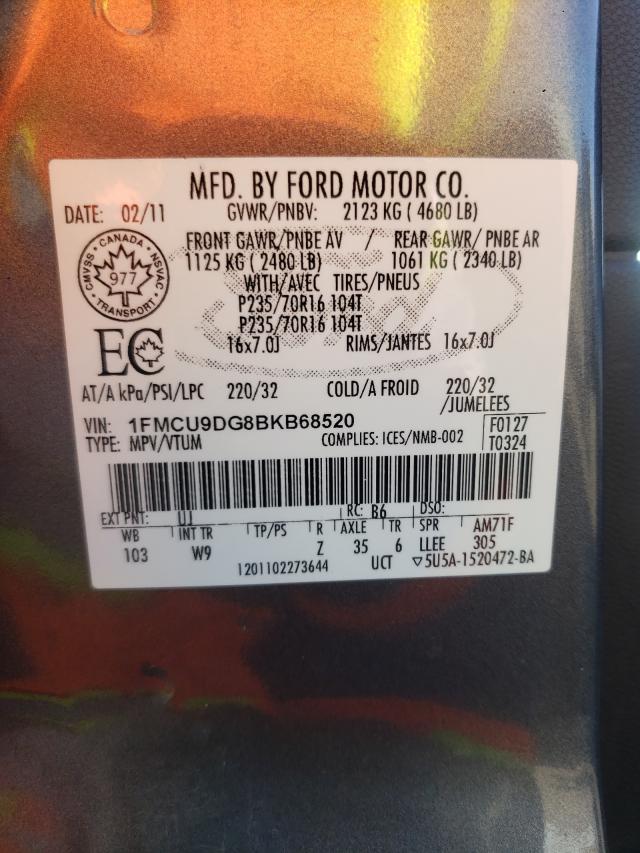 MFD. BY FORD MOTOR CO.
DATE: 02/11 GVWR/PNBV: 2123 KG ( 4680 LB)
FRONT GAWR/PNBE AV / REAR GAWR/ PNBE AR
1125 KG ( 2480 LB) 1061 KG ( 2340 LB)
WITH/AVEC TIRES/PNEUS
P235/70R16 104T
P235/70R16 104T
16x7.0J RIMS/JANTES 16x7.0J
CMVSS • CANADA • NSVAC • TRANSPORT •
977
EC
AT/A kPa/PSI/LPC 220/32 COLD/A FROID 220/32
/JUMELEES
VIN: 1FMCU9DG8BKB68520 F0127
TYPE: MPV/VTUM COMPLIES: ICES/NMB-002 T0324
EXT PNT: UJ RC: B6 DSO:
WB INT TR TP/PS R AXLE TR SPR AM71F
103 W9 Z 35 6 LLEE 305
1201102273644 UCT ▽5U5A-1520472-BA
Ford